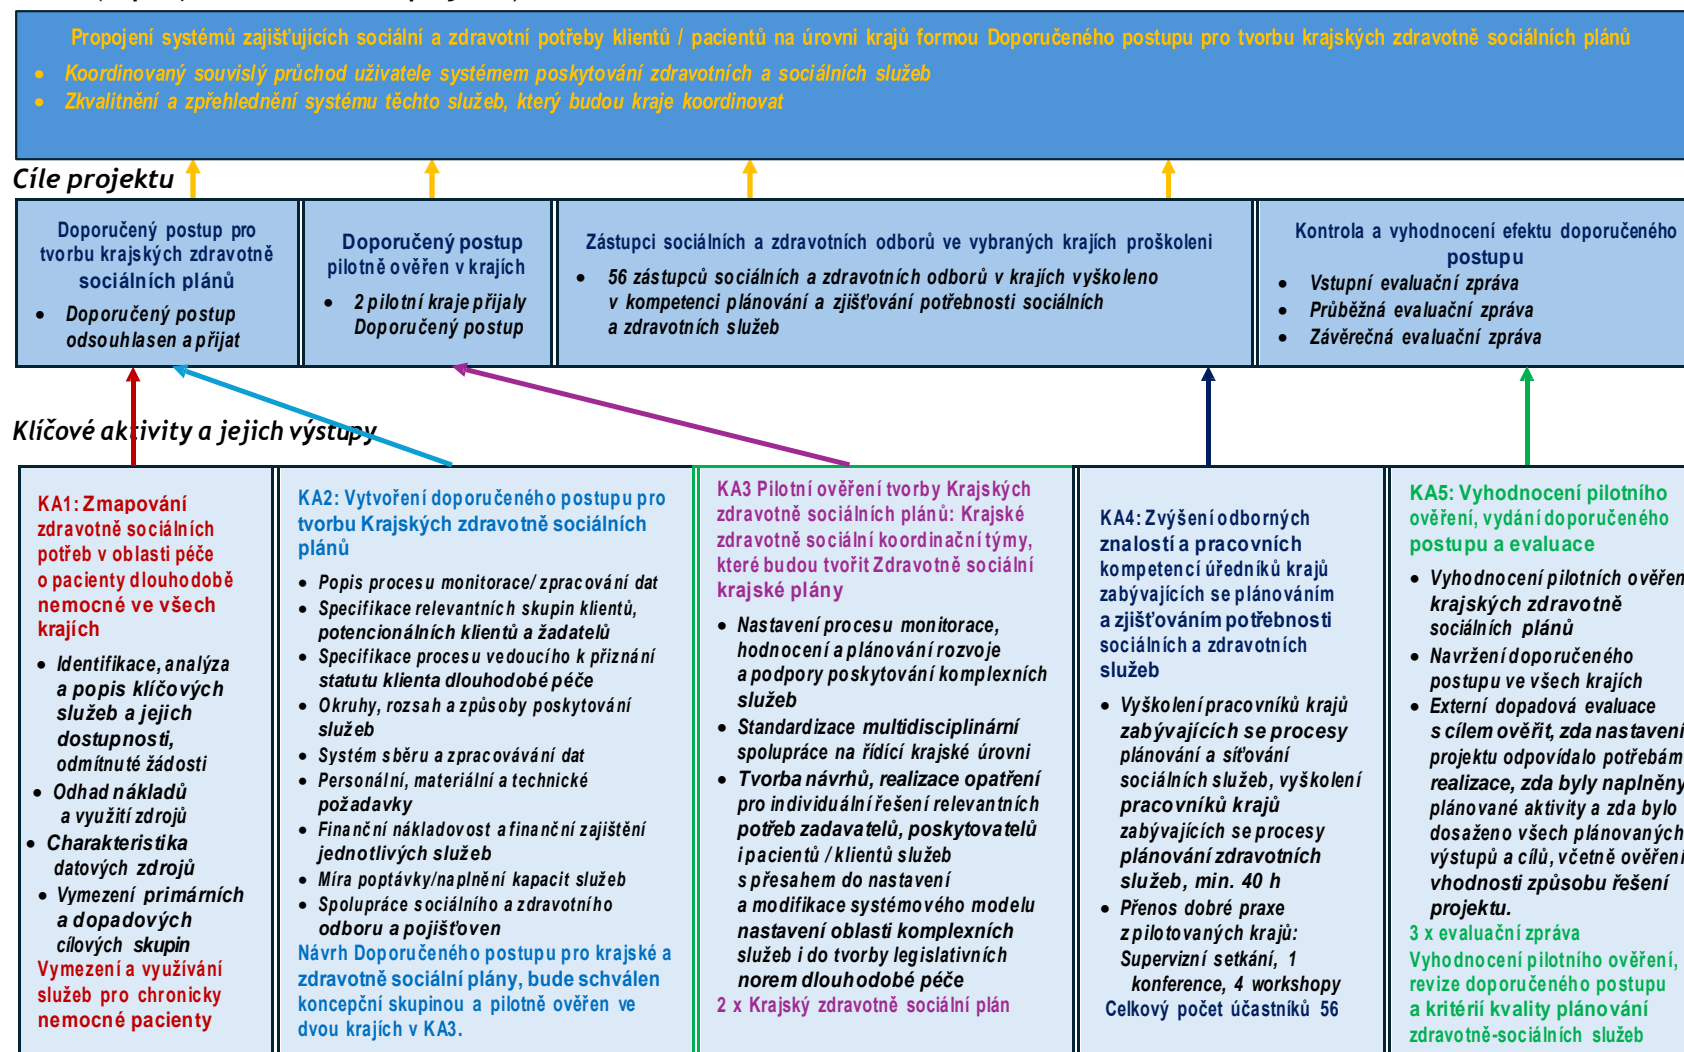 Propojení systémů zajišťujících sociální a zdravotní potřeby klientů / pacientů na úrovni krajů formou Doporučeného postupu pro tvorbu krajských zdravotně sociálních plánů
• Koordinovaný souvislý průchod uživatele systémem poskytování zdravotních a sociálních služeb
• Zkvalitnění a zpřehlednění systému těchto služeb, který budou kraje koordinovat
Cíle projektu
Doporučený postup pro
tvorbu krajských zdravotně
sociálních plánů
• Doporučený postup
odsouhlasen a přijat
Doporučený postup
pilotně ověřen v krajích
• 2 pilotní kraje přijaly
Doporučený postup
Zástupci sociálních a zdravotních odborů ve vybraných krajích proškoleni
• 56 zástupců sociálních a zdravotních odborů v krajích vyškoleno
v kompetenci plánování a zjišťování potřebnosti sociálních
a zdravotních služeb
Kontrola a vyhodnocení efektu doporučeného
postupu
• Vstupní evaluační zpráva
• Průběžná evaluační zpráva
• Závěrečná evaluační zpráva
Klíčové aktivity a jejich výstupy
KA1: Zmapování
zdravotně sociálních
potřeb v oblasti péče
o pacienty dlouhodobě
nemocné ve všech
krajích
• Identifikace, analýza
a popis klíčových
služeb a jejich
dostupnosti,
odmítnuté žádosti
• Odhad nákladů
a využití zdrojů
• Charakteristika
datových zdrojů
• Vymezení primárních
a dopadových
cílových skupin
Vymezení a využívání
služeb pro chronicky
nemocné pacienty
KA2: Vytvoření doporučeného postupu pro
tvorbu Krajských zdravotně sociálních
plánů
• Popis procesu monitorace/ zpracování dat
• Specifikace relevantních skupin klientů,
potencionálních klientů a žadatelů
• Specifikace procesu vedoucího k přiznání
statutu klienta dlouhodobé péče
• Okruhy, rozsah a způsoby poskytování
služeb
• Systém sběru a zpracovávání dat
• Personální, materiální a technické
požadavky
• Finanční nákladovost a finanční zajištění
jednotlivých služeb
• Míra poptávky/naplnění kapacit služeb
• Spolupráce sociálního a zdravotního
odboru a pojišťoven
Návrh Doporučeného postupu pro krajské a
zdravotně sociální plány, bude schválen
koncepční skupinou a pilotně ověřen ve
dvou krajích v KA3.
KA3 Pilotní ověření tvorby Krajských
zdravotně sociálních plánů: Krajské
zdravotně sociální koordinační týmy,
které budou tvořit Zdravotně sociální
krajské plány
• Nastavení procesu monitorace,
hodnocení a plánování rozvoje
a podpory poskytování komplexních
služeb
• Standardizace multidisciplinární
spolupráce na řídící krajské úrovni
• Tvorba návrhů, realizace opatření
pro individuální řešení relevantních
potřeb zadavatelů, poskytovatelů
i pacientů / klientů služeb
s přesahem do nastavení
a modifikace systémového modelu
nastavení oblasti komplexních
služeb i do tvorby legislativních
norem dlouhodobé péče
2 x Krajský zdravotně sociální plán
KA4: Zvýšení odborných
znalostí a pracovních
kompetencí úředníků krajů
zabývajících se plánováním
a zjišťováním potřebnosti
sociálních a zdravotních
služeb
• Vyškolení pracovníků krajů
zabývajících se procesy
plánování a síťování
sociálních služeb, vyškolení
pracovníků krajů
zabývajících se procesy
plánování zdravotních
služeb, min. 40 h
• Přenos dobré praxe
z pilotovaných krajů:
Supervizní setkání, 1
konference, 4 workshopy
Celkový počet účastníků 56
KA5: Vyhodnocení pilotního
ověření, vydání doporučeného
postupu a evaluace
• Vyhodnocení pilotních ověřen
krajských zdravotně
sociálních plánů
• Navržení doporučeného
postupu ve všech krajích
• Externí dopadová evaluace
s cílem ověřit, zda nastavení
projektu odpovídalo potřebám
realizace, zda byly naplněny
plánované aktivity a zda bylo
dosaženo všech plánovaných
výstupů a cílů, včetně ověření
vhodnosti způsobu řešení
projektu.
3 x evaluační zpráva
Vyhodnocení pilotního ověření,
revize doporučeného postupu
a kritérií kvality plánování
zdravotně-sociálních služeb